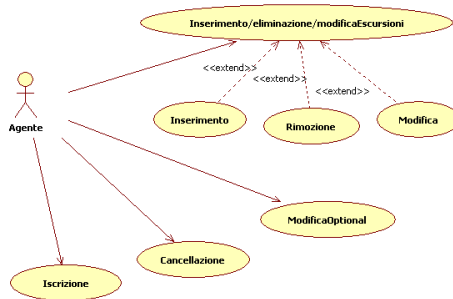 Inserimento/eliminazione/modificaEscursioni
<<extend>>
<<extend>>
<<extend>>
Agente
Inserimento
Rimozione
Modifica
ModificaOptional
Cancellazione
Iscrizione